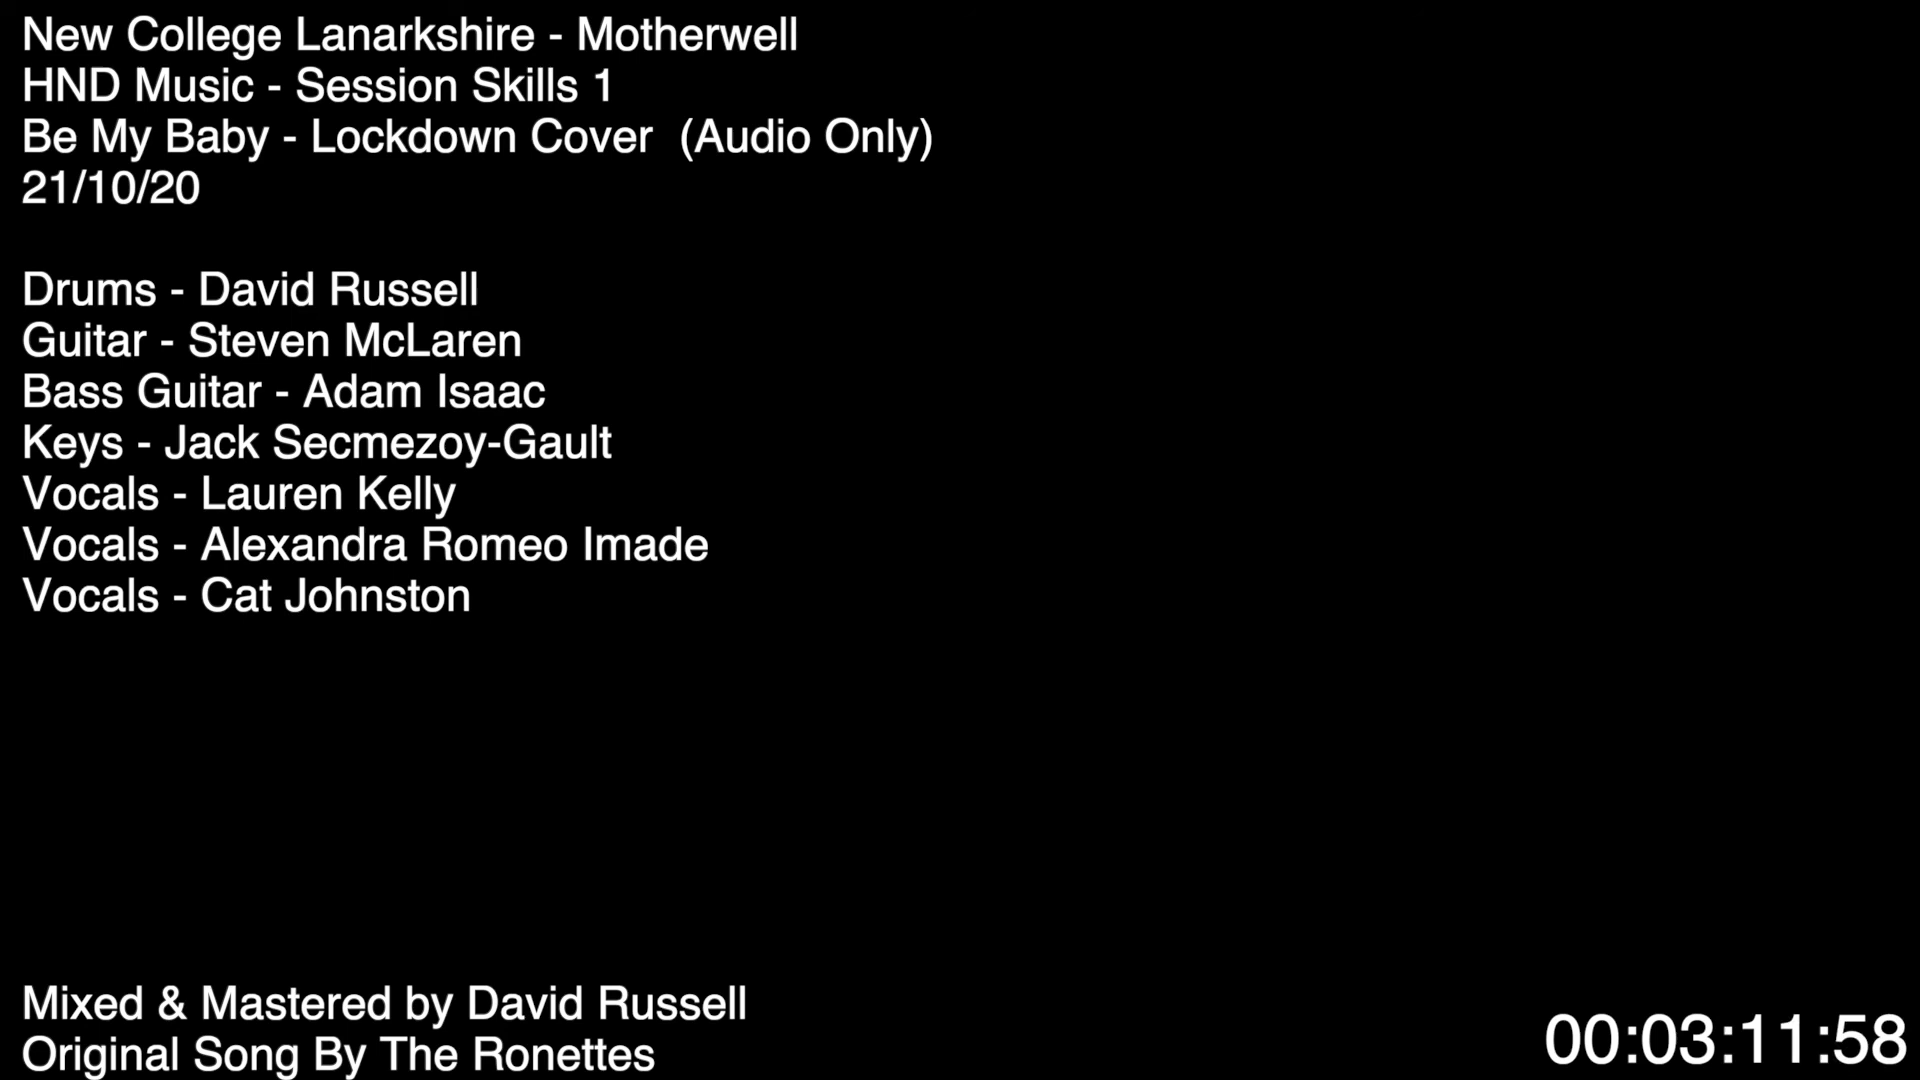 New College Lanarkshire - Motherwell
HND Music - Session Skills 1
Be My Baby - Lockdown Cover  (Audio Only)
21/10/20
Drums - David Russell
Guitar - Steven McLaren
Bass Guitar - Adam Isaac
Keys - Jack Secmezoy-Gault
Vocals - Lauren Kelly
Vocals - Alexandra Romeo Imade
Vocals - Cat Johnston
Mixed & Mastered by David Russell
Original Song By The Ronettes
00:03:11:58